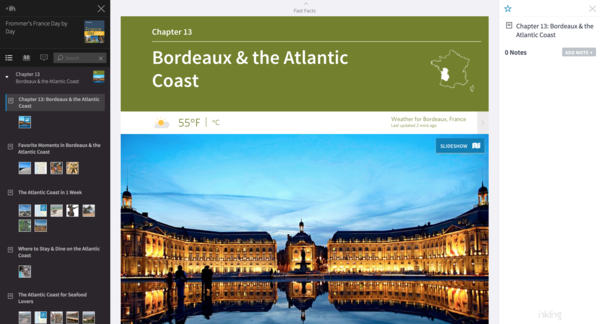 Frommer's France Day by
Day
Search
Chapter 13
Bordeaux & the Atlantic Coast
Chapter 13: Bordeaux & the Atlantic
Coast
Favorite Moments in Bordeaux & the
Atlantic Coast
The Atlantic Coast in 1 Week
Where to Stay & Dine on the Atlantic
Coast
The Atlantic Coast for Seafood
Lovers
Fast Facts
Chapter 13
Bordeaux & the Atlantic
Coast
55°F | °C
Weather for Bordeaux, France
Last updated 2 mins ago
SLIDESHOW
Chapter 13: Bordeaux & the
Atlantic Coast
0 Notes
ADD NOTE +
inkling